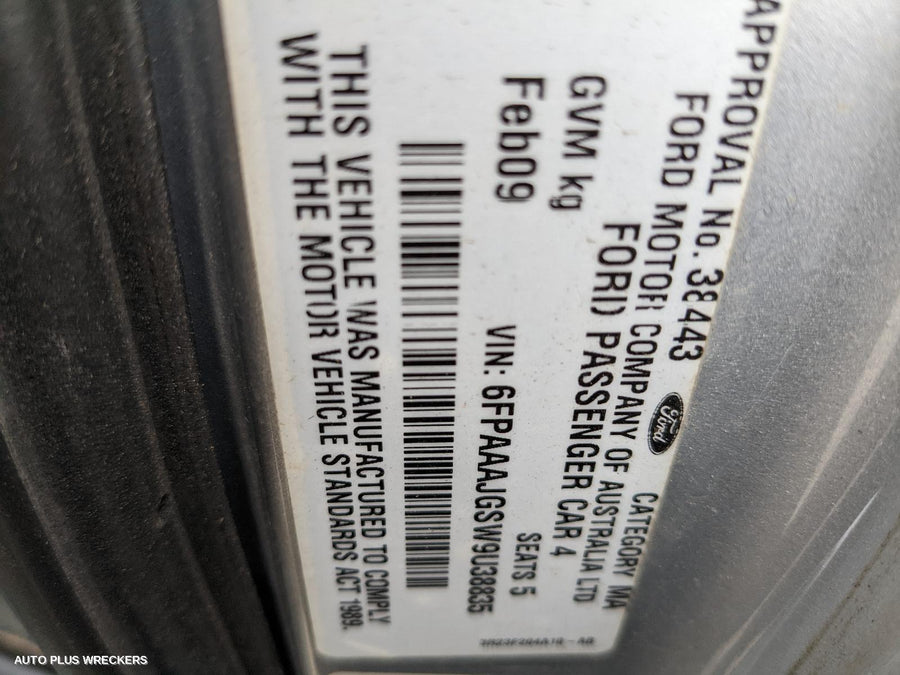 APPROVAL No. 38443
CATEGORY MA
FORD MOTOR COMPANY OF AUSTRALIA LTD
Ford
FORD PASSENGER CAR 4
GVM kg
SEATS 5
Feb09
VIN: 6FPAAAJGSW9U38835
THIS VEHICLE WAS MANUFACTURED TO COMPLY
WITH THE MOTOR VEHICLE STANDARDS ACT 1989.
AUTO PLUS WRECKERS